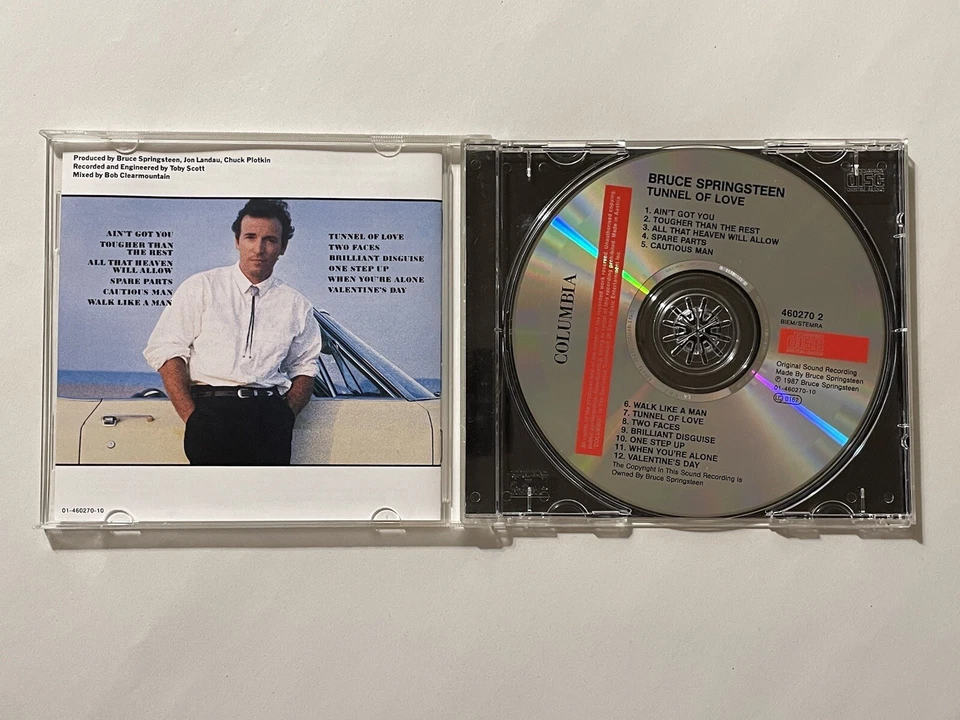 Produced by Bruce Springsteen, Jon Landau, Chuck Plotkin
Recorded and Engineered by Toby Scott
Mixed by Bob Clearmountain
AIN'T GOT YOU
TOUGHER THAN
THE REST
ALL THAT HEAVEN
WILL ALLOW
SPARE PARTS
CAUTIOUS MAN
WALK LIKE A MAN
TUNNEL OF LOVE
TWO FACES
BRILLIANT DISGUISE
ONE STEP UP
WHEN YOU'RE ALONE
VALENTINE'S DAY
01-460270-10
BRUCE SPRINGSTEEN
TUNNEL OF LOVE
1. AIN'T GOT YOU
2. TOUGHER THAN THE REST
3. ALL THAT HEAVEN WILL ALLOW
4. SPARE PARTS
5. CAUTIOUS MAN
COLUMBIA
460270 2
BIEM/STEMRA
Original Sound Recording
Made By Bruce Springsteen
℗ 1987 Bruce Springsteen
01-460270-10
6. WALK LIKE A MAN
7. TUNNEL OF LOVE
8. TWO FACES
9. BRILLIANT DISGUISE
10. ONE STEP UP
11. WHEN YOU'RE ALONE
12. VALENTINE'S DAY
The Copyright In This Sound Recording Is
Owned By Bruce Springsteen
disc